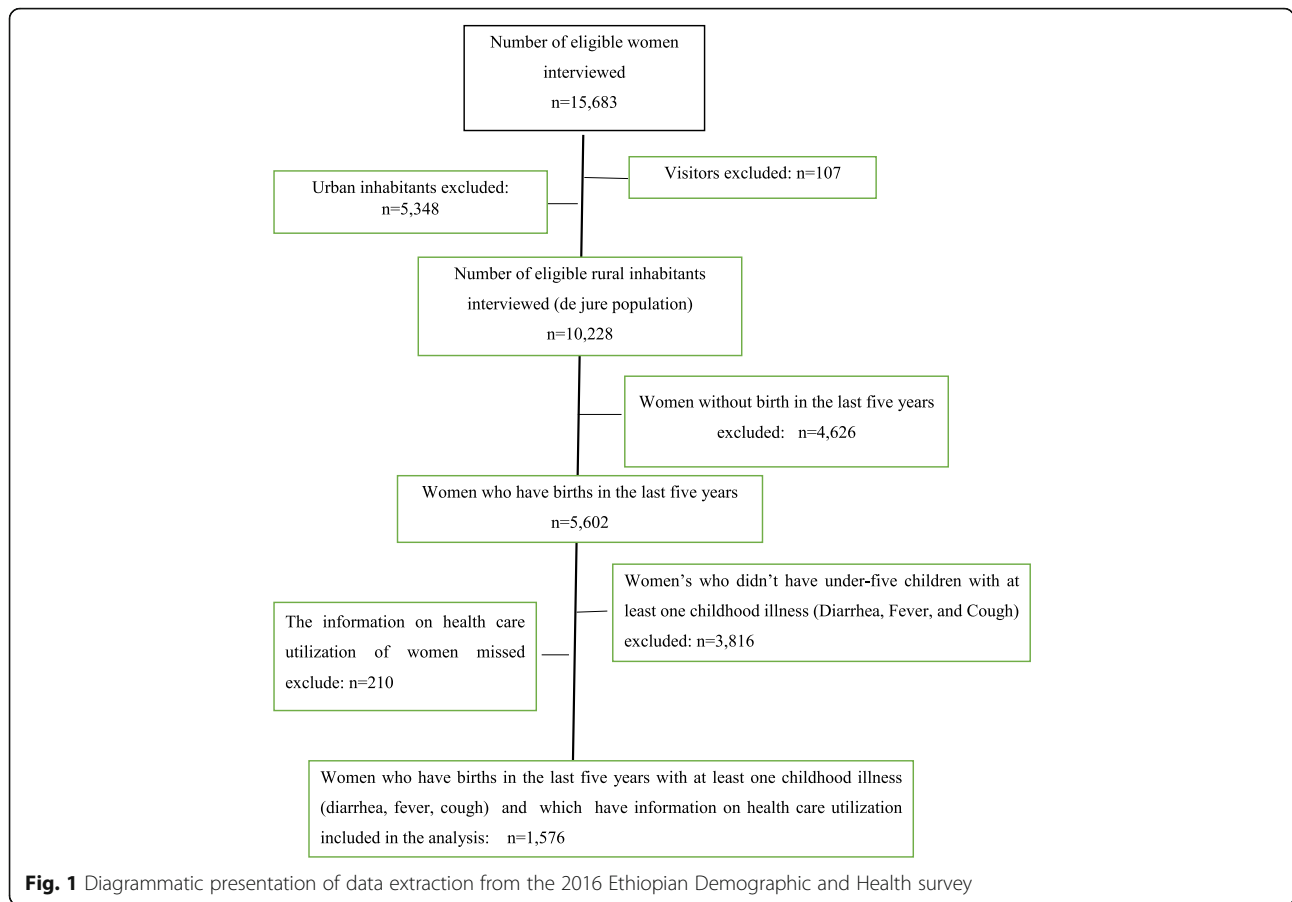 Number of eligible women
interviewed
n=15,683
Visitors excluded: n=107
Urban inhabitants excluded:
n=5,348
Number of eligible rural inhabitants
interviewed (de jure population)
n=10,228
Women without birth in the last five years
excluded: n=4,626
Women who have births in the last five years
n=5,602
Women's who didn't have under-five children with at
least one childhood illness (Diarrhea, Fever, and Cough)
excluded: n=3,816
The information on health care
utilization of women missed
exclude: n=210
Women who have births in the last five years with at least one childhood illness
(diarrhea, fever, cough) and which have information on health care utilization
included in the analysis: n=1,576
Fig. 1 Diagrammatic presentation of data extraction from the 2016 Ethiopian Demographic and Health survey